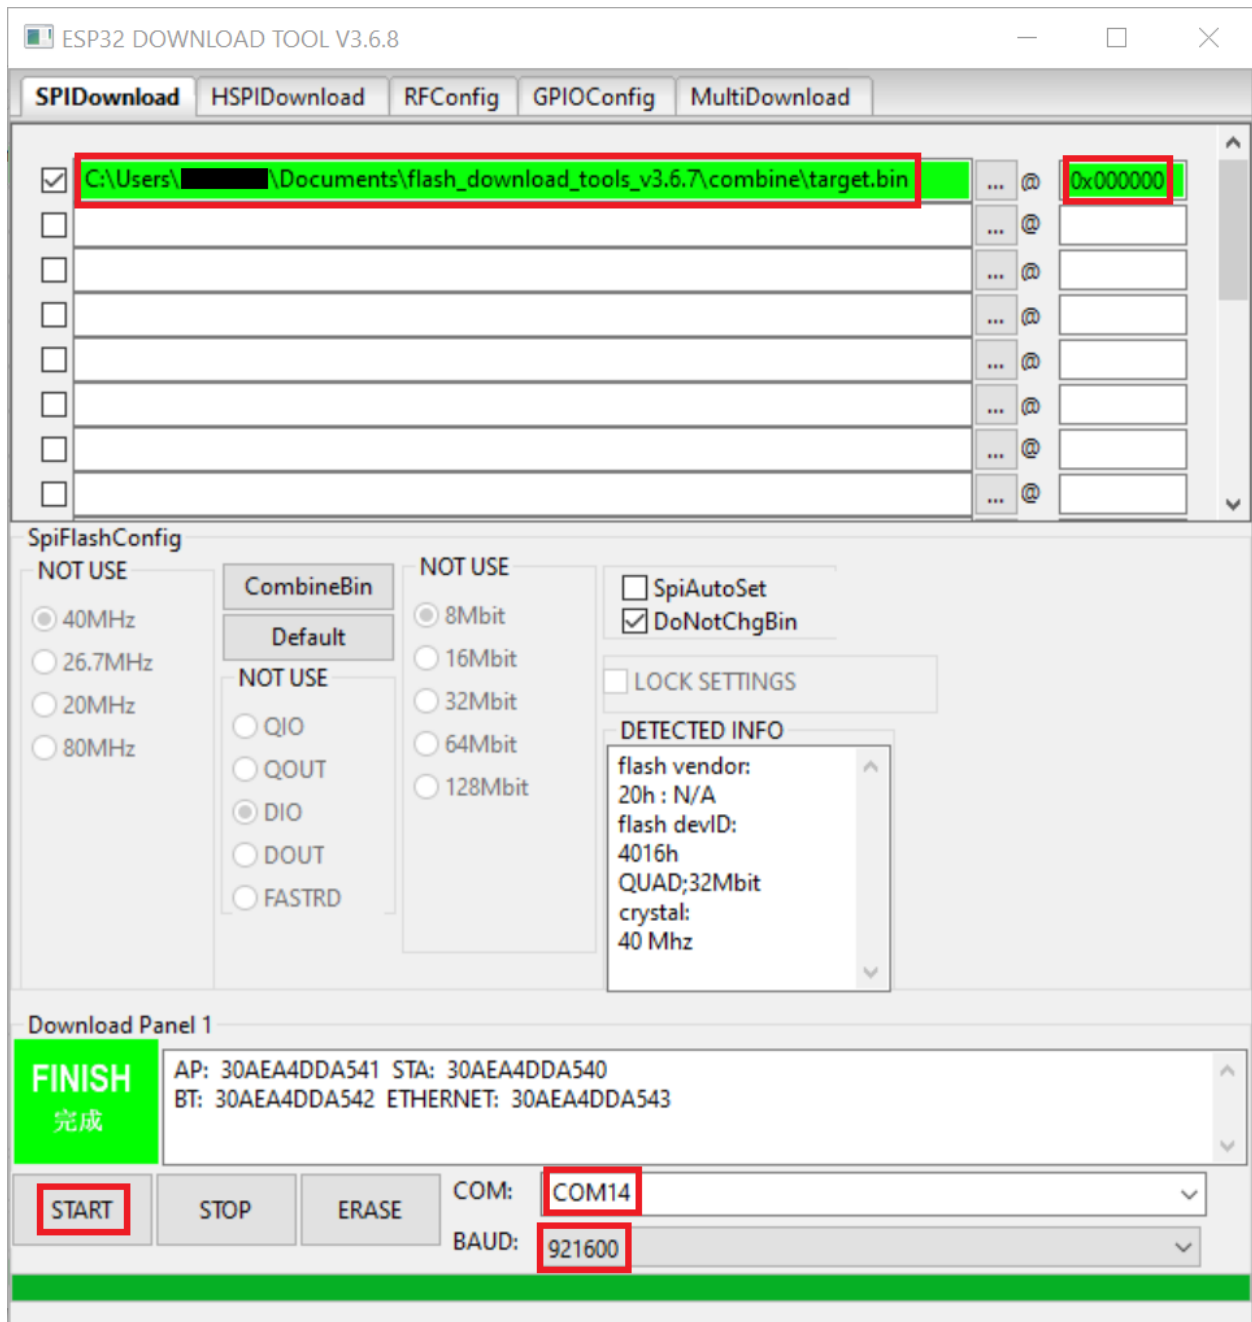 ESP32 DOWNLOAD TOOL V3.6.8
SPIDownload HSPIDownload RFConfig GPIOConfig MultiDownload
C:\Users\ \Documents\flash_download_tools_v3.6.7\combine\target.bin ... @ 0x000000
... @
... @
... @
... @
... @
... @
... @
SpiFlashConfig
NOT USE
40MHz
26.7MHz
20MHz
80MHz
CombineBin
Default
NOT USE
QIO
QOUT
DIO
DOUT
FASTRD
NOT USE
8Mbit
16Mbit
32Mbit
64Mbit
128Mbit
SpiAutoSet
DoNotChgBin
LOCK SETTINGS
DETECTED INFO
flash vendor:
20h : N/A
flash devID:
4016h
QUAD;32Mbit
crystal:
40 Mhz
Download Panel 1
FINISH
完成
AP: 30AEA4DDA541 STA: 30AEA4DDA540
BT: 30AEA4DDA542 ETHERNET: 30AEA4DDA543
START STOP ERASE
COM: COM14
BAUD: 921600